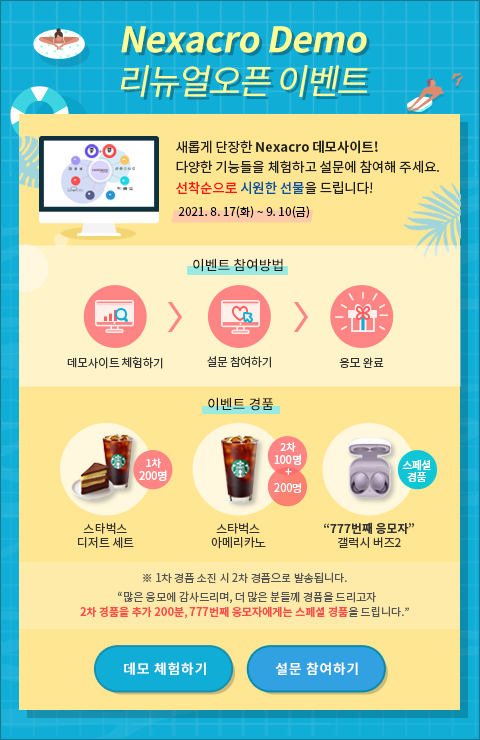 Nexacro Demo
리뉴얼오픈 이벤트
새롭게 단장한 Nexacro 데모사이트!
다양한 기능들을 체험하고 설문에 참여해 주세요.
선착순으로 시원한 선물을 드립니다!
2021. 8. 17(화) ~ 9. 10(금)
이벤트 참여방법
데모사이트 체험하기
설문 참여하기
응모 완료
이벤트 경품
1차
200명
2차
100명
+
200명
스페셜
경품
스타벅스
디저트 세트
스타벅스
아메리카노
“777번째 응모자”
갤럭시 버즈2
※ 1차 경품 소진 시 2차 경품으로 발송됩니다.
“많은 응모에 감사드리며, 더 많은 분들께 경품을 드리고자
2차 경품을 추가 200분, 777번째 응모자에게는 스페셜 경품을 드립니다.”
데모 체험하기
설문 참여하기